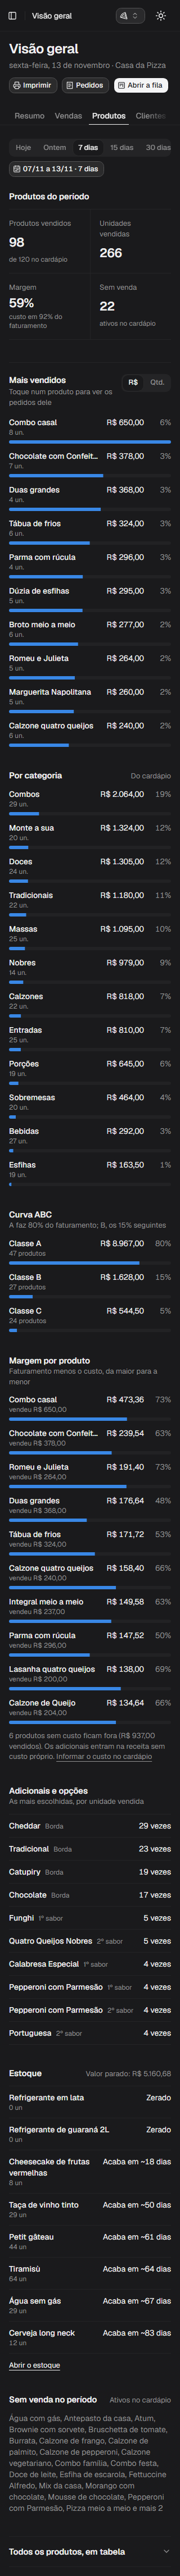 Visão geral
Visão geral
sexta-feira, 13 de novembro · Casa da Pizza
Imprimir
Pedidos
Abrir a fila
Resumo
Vendas
Produtos
Clientes
Hoje
Ontem
7 dias
15 dias
30 dias
07/11 a 13/11 · 7 dias
Produtos do período
Produtos vendidos
98
de 120 no cardápio
Unidades
vendidas
266
Margem
59%
custo em 92% do
faturamento
4 un.
Sem venda
22
ativos no cardápio
Mais vendidos
Toque num produto para ver os
pedidos dele
R$
Qtd.
Combo casal R$ 650,00 6%
8 un.
Chocolate com Confeit... R$ 378,00 3%
7 un.
Duas grandes R$ 368,00 3%
4 un.
Tábua de frios R$ 324,00 3%
6 un.
Parma com rúcula R$ 296,00 3%
4 un.
Dúzia de esfihas R$ 295,00 3%
5 un.
Broto meio a meio R$ 277,00 2%
6 un.
Romeu e Julieta R$ 264,00 2%
5 un.
Marguerita Napolitana R$ 260,00 2%
5 un.
Calzone quatro queijos R$ 240,00 2%
6 un.
Por categoria
Do cardápio
Combos R$ 2.064,00 19%
29 un.
Monte a sua R$ 1.324,00 12%
20 un.
Doces R$ 1.305,00 12%
24 un.
Tradicionais R$ 1.180,00 11%
22 un.
Massas R$ 1.095,00 10%
25 un.
Nobres R$ 979,00 9%
14 un.
Calzones R$ 818,00 7%
22 un.
Entradas R$ 810,00 7%
25 un.
Porções R$ 645,00 6%
19 un.
Sobremesas R$ 464,00 4%
20 un.
Bebidas R$ 292,00 3%
27 un.
Esfihas R$ 163,50 1%
19 un.
Curva ABC
A faz 80% do faturamento; B, os 15% seguintes
Classe A R$ 8.967,00 80%
47 produtos
Classe B R$ 1.628,00 15%
27 produtos
Classe C R$ 544,50 5%
24 produtos
Margem por produto
Faturamento menos o custo, da maior para a
menor
Combo casal R$ 473,36 73%
vendeu R$ 650,00
Chocolate com Confeit... R$ 239,54 63%
vendeu R$ 378,00
Romeu e Julieta R$ 191,40 73%
vendeu R$ 264,00
Duas grandes R$ 176,64 48%
vendeu R$ 368,00
Tábua de frios R$ 171,72 53%
vendeu R$ 324,00
Calzone quatro queijos R$ 158,40 66%
vendeu R$ 240,00
Integral meio a meio R$ 149,58 63%
vendeu R$ 237,00
Parma com rúcula R$ 147,52 50%
vendeu R$ 296,00
Lasanha quatro queijos R$ 138,00 69%
vendeu R$ 200,00
Calzone de Queijo R$ 134,64 66%
vendeu R$ 204,00
6 produtos sem custo ficam fora (R$ 937,00
vendidos). Os adicionais entram na receita sem
custo próprio. Informar o custo no cardápio
Adicionais e opções
As mais escolhidas, por unidade vendida
Cheddar Borda 29 vezes
Tradicional Borda 23 vezes
Catupiry Borda 19 vezes
Chocolate Borda 17 vezes
Funghi 1º sabor 5 vezes
Quatro Queijos Nobres 2º sabor 5 vezes
Calabresa Especial 1º sabor 4 vezes
Pepperoni com Parmesão 1º sabor 4 vezes
Pepperoni com Parmesão 2º sabor 4 vezes
Portuguesa 2º sabor 4 vezes
Estoque
Valor parado: R$ 5.160,68
Refrigerante em lata Zerado
0 un
Refrigerante de guaraná 2L Zerado
0 un
Cheesecake de frutas Acaba em ~18 dias
vermelhas
8 un
Taça de vinho tinto Acaba em ~50 dias
29 un
Petit gâteau Acaba em ~61 dias
44 un
Tiramisù Acaba em ~64 dias
64 un
Água sem gás Acaba em ~67 dias
29 un
Cerveja long neck Acaba em ~83 dias
12 un
Abrir o estoque
Sem venda no período
Ativos no cardápio
Água com gás, Antepasto da casa, Atum,
Brownie com sorvete, Bruschetta de tomate,
Burrata, Calzone de frango, Calzone de
palmito, Calzone de pepperoni, Calzone
vegetariano, Combo família, Combo festa,
Doce de leite, Esfiha de escarola, Fettuccine
Alfredo, Mix da casa, Morango com
chocolate, Mousse de chocolate, Pepperoni
com Parmesão, Pizza meio a meio e mais 2
Todos os produtos, em tabela